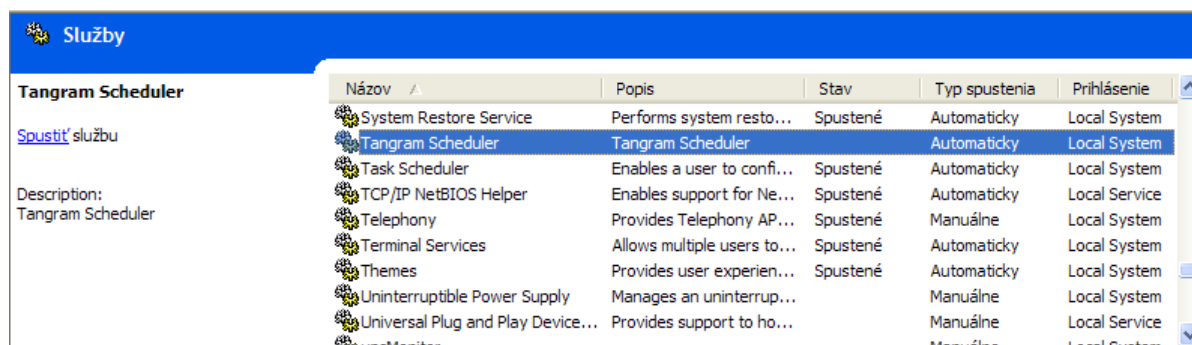 Služby
Tangram Scheduler
Spustiť službu
Description:
Tangram Scheduler
Názov Popis Stav Typ spustenia Prihlásenie
System Restore Service Performs system resto... Spustené Automaticky Local System
Tangram Scheduler Tangram Scheduler Automaticky Local System
Task Scheduler Enables a user to confi... Spustené Automaticky Local System
TCP/IP NetBIOS Helper Enables support for Ne... Spustené Automaticky Local Service
Telephony Provides Telephony AP... Spustené Manuálne Local System
Terminal Services Allows multiple users to... Spustené Automaticky Local System
Themes Provides user experien... Spustené Automaticky Local System
Uninterruptible Power Supply Manages an uninterrup... Manuálne Local System
Universal Plug and Play Device... Provides support to ho... Manuálne Local Service
Manuálne Local System